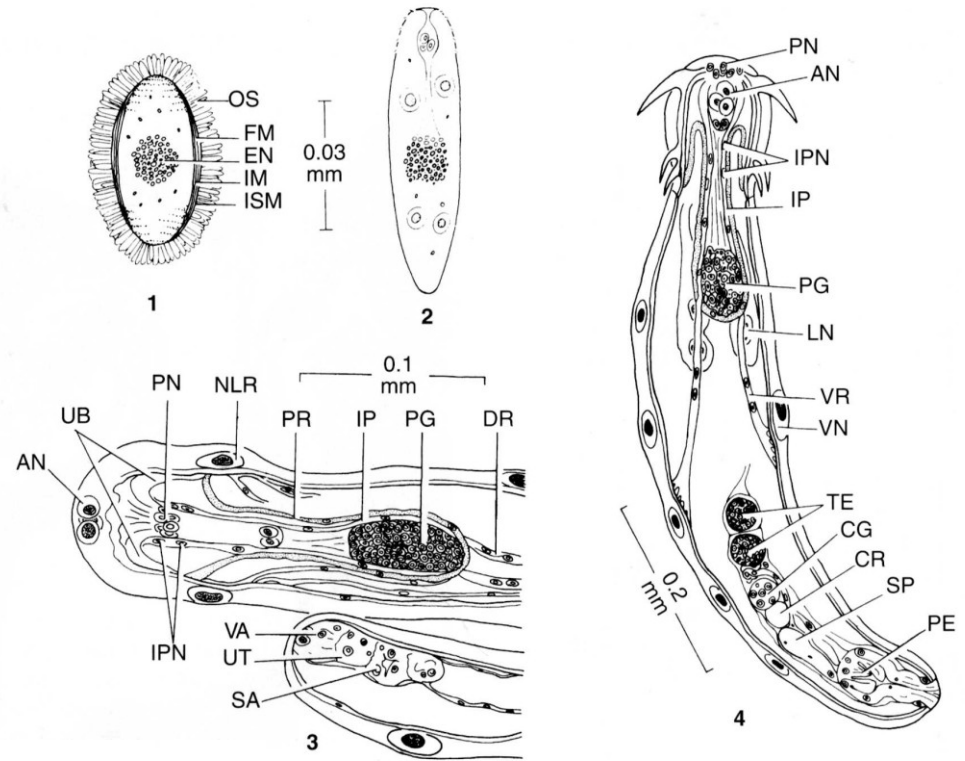 OS
FM
EN
IM
ISM
1
0.03
mm
2
PN
NLR
0.1
mm
UB
PR
IP
PG
DR
AN
IPN
VA
UT
SA
3
PN
AN
IPN
IP
PG
LN
VR
VN
TE
CG
CR
SP
PE
0.2
mm
4